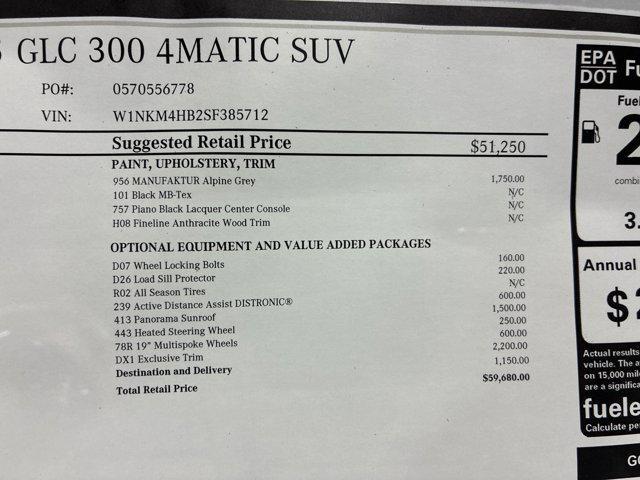 GLC 300 4MATIC SUV
PO#: 0570556778
VIN: W1NKM4HB2SF385712
Suggested Retail Price $51,250
PAINT, UPHOLSTERY, TRIM
956 MANUFAKTUR Alpine Grey 1,750.00
101 Black MB-Tex N/C
757 Piano Black Lacquer Center Console N/C
H08 Fineline Anthracite Wood Trim N/C
OPTIONAL EQUIPMENT AND VALUE ADDED PACKAGES
D07 Wheel Locking Bolts 160.00
D26 Load Sill Protector 220.00
R02 All Season Tires N/C
239 Active Distance Assist DISTRONIC® 600.00
413 Panorama Sunroof 1,500.00
443 Heated Steering Wheel 250.00
78R 19" Multispoke Wheels 600.00
DX1 Exclusive Trim 2,200.00
Destination and Delivery 1,150.00
Total Retail Price $59,680.00
EPA
DOT
Fuel
2
combi
3.
Annual
$2
Actual results
vehicle. The a
on 15,000 mil
are a significa
fuele
Calculate pe
GO